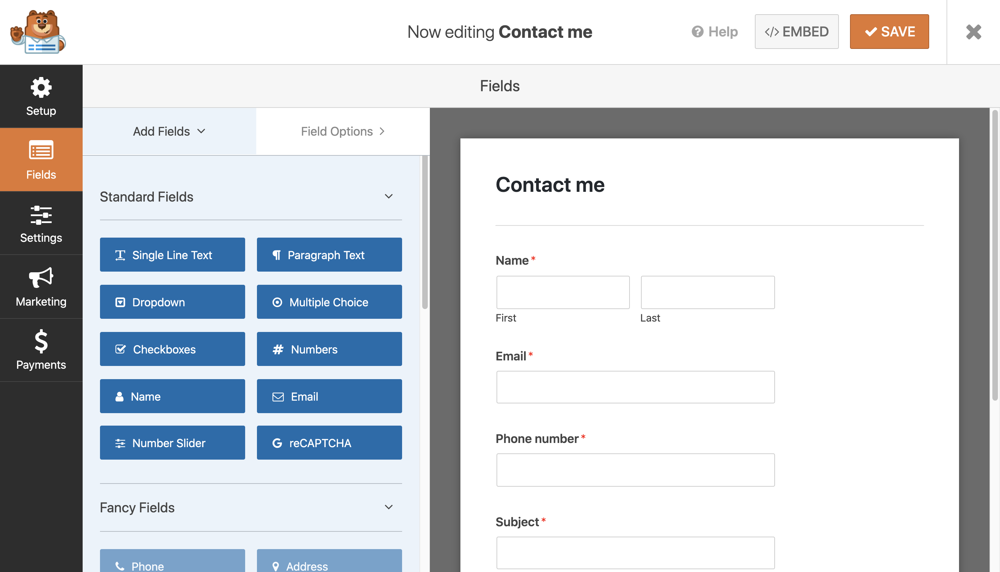 Now editing Contact me
Help
</> EMBED
SAVE
Setup
Fields
Settings
Marketing
Payments
Fields
Add Fields
Field Options
Standard Fields
Single Line Text
Paragraph Text
Dropdown
Multiple Choice
Checkboxes
# Numbers
Name
Email
Number Slider
reCAPTCHA
Fancy Fields
Phone
Address
Contact me
Name *
First
Last
Email *
Phone number *
Subject *